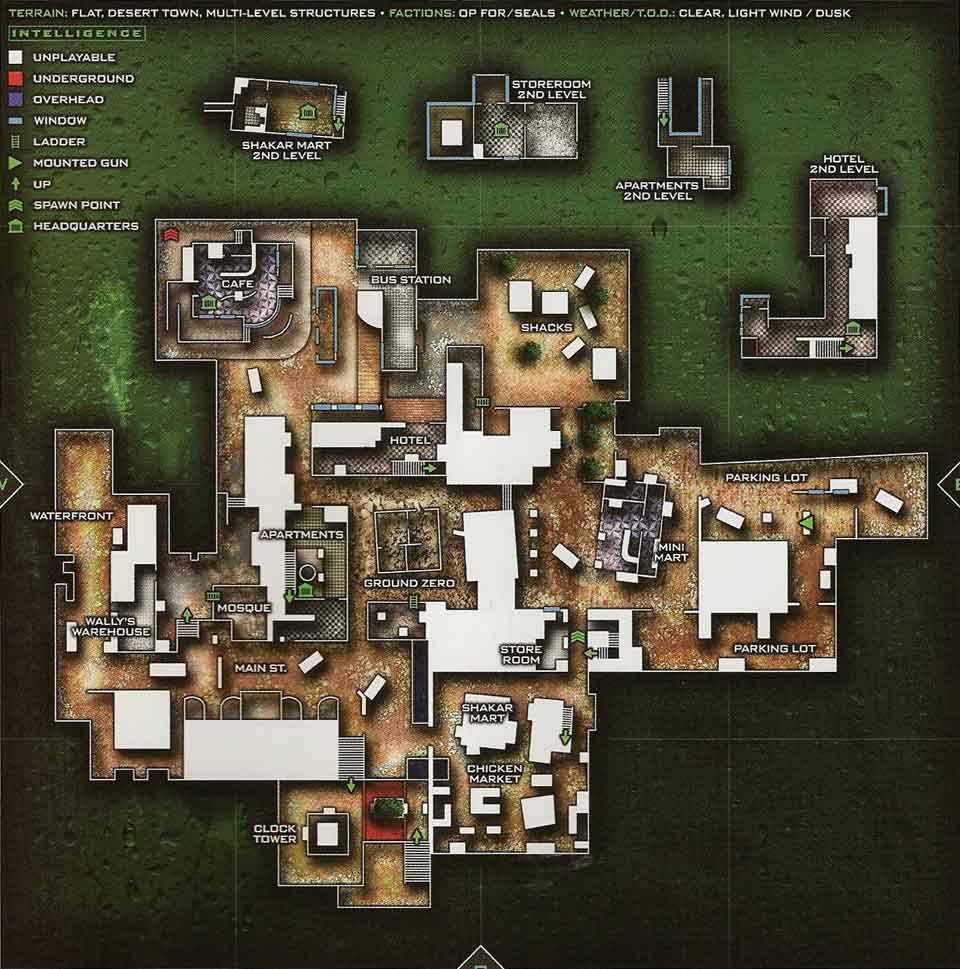 TERRAIN: FLAT, DESERT TOWN, MULTI-LEVEL STRUCTURES • FACTIONS: OP FOR/SEALS • WEATHER/T.O.D.: CLEAR, LIGHT WIND / DUSK
INTELLIGENCE
UNPLAYABLE
UNDERGROUND
OVERHEAD
WINDOW
LADDER
MOUNTED GUN
UP
SPAWN POINT
HEADQUARTERS
SHAKAR MART
2ND LEVEL
STOREROOM
2ND LEVEL
APARTMENTS
2ND LEVEL
HOTEL
2ND LEVEL
CAFE
BUS STATION
SHACKS
HOTEL
PARKING LOT
WATERFRONT
APARTMENTS
MINI
MART
GROUND ZERO
MOSQUE
WALLY'S
WAREHOUSE
STORE
ROOM
PARKING LOT
MAIN ST.
SHAKAR
MART
CHICKEN
MARKET
CLOCK
TOWER